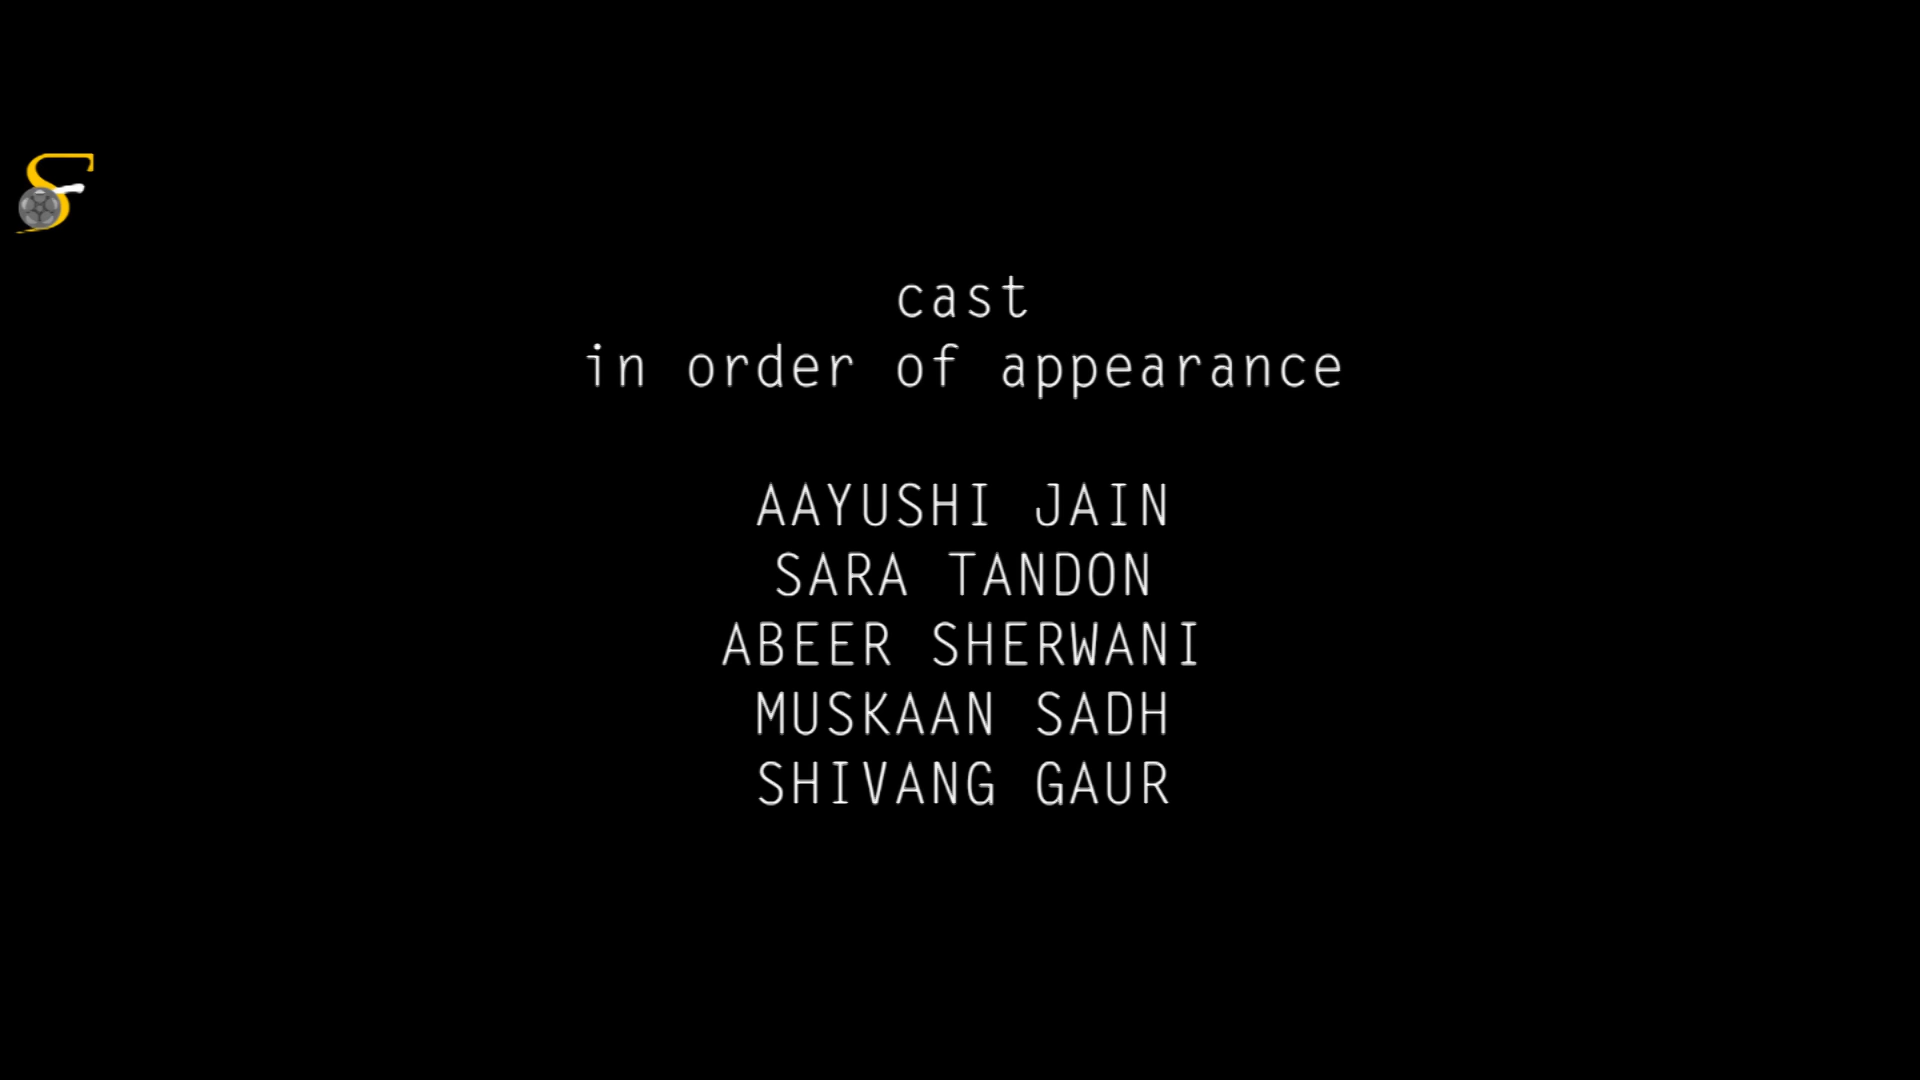 cast
in order of appearance
AAYUSHI JAIN
SARA TANDON
ABEER SHERWANI
MUSKAAN SADH
SHIVANG GAUR